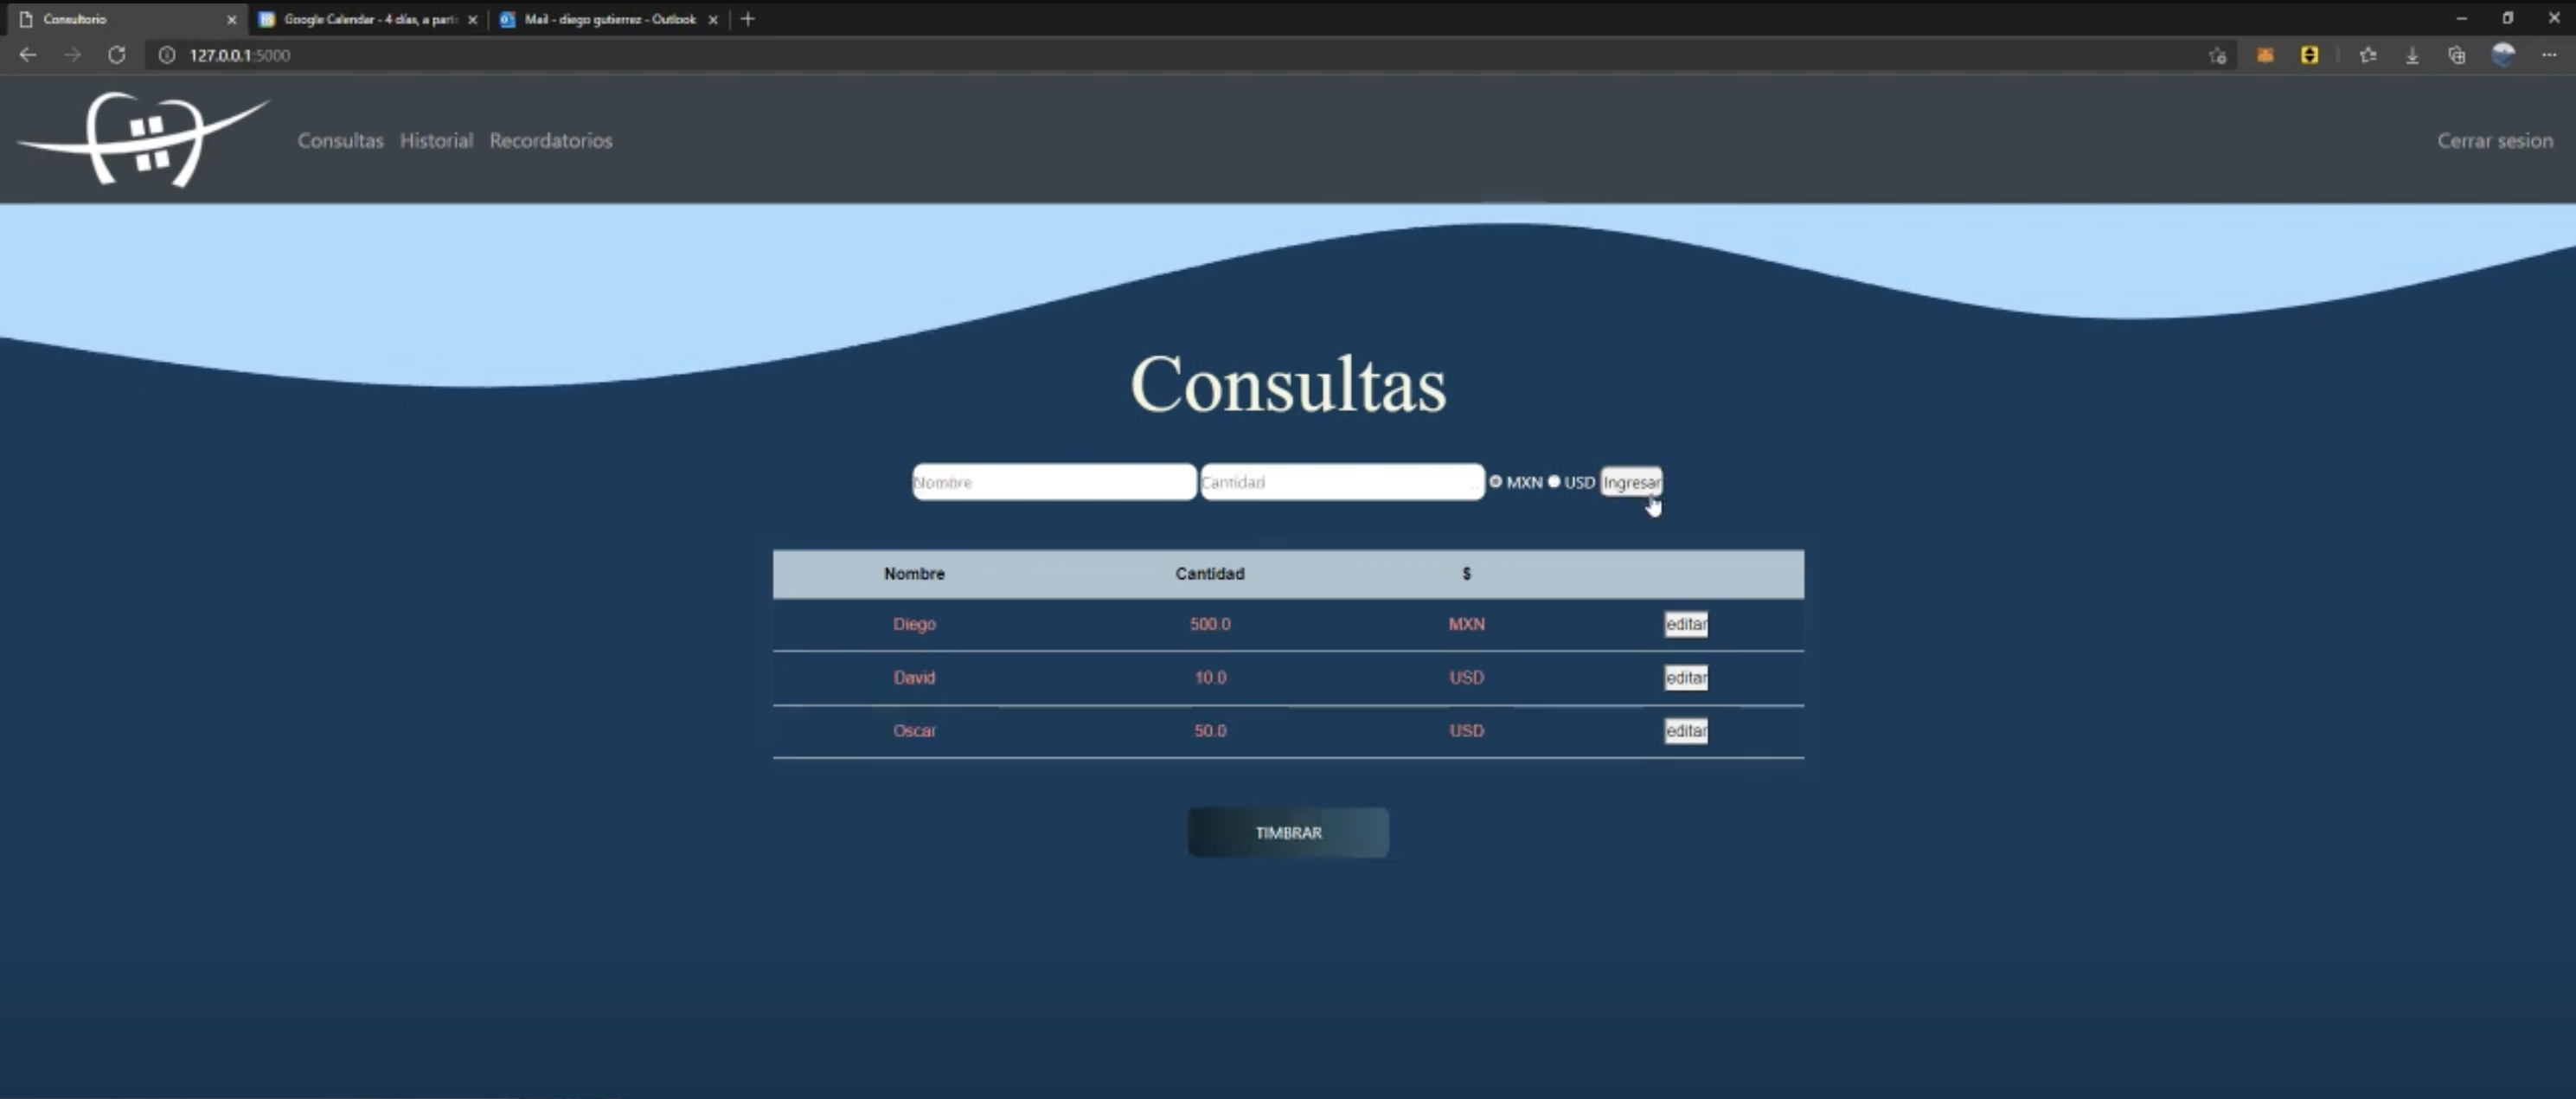 Consultorio
Google Calendar - 4 días, a parti
Mail - diego gutierrez - Outlook
127.0.0.1:5000
Consultas Historial Recordatorios
Cerrar sesion
Consultas
Nombre Cantidad MXN USD Ingresar
Nombre Cantidad $
Diego 500.0 MXN editar
David 10.0 USD editar
Oscar 50.0 USD editar
TIMBRAR